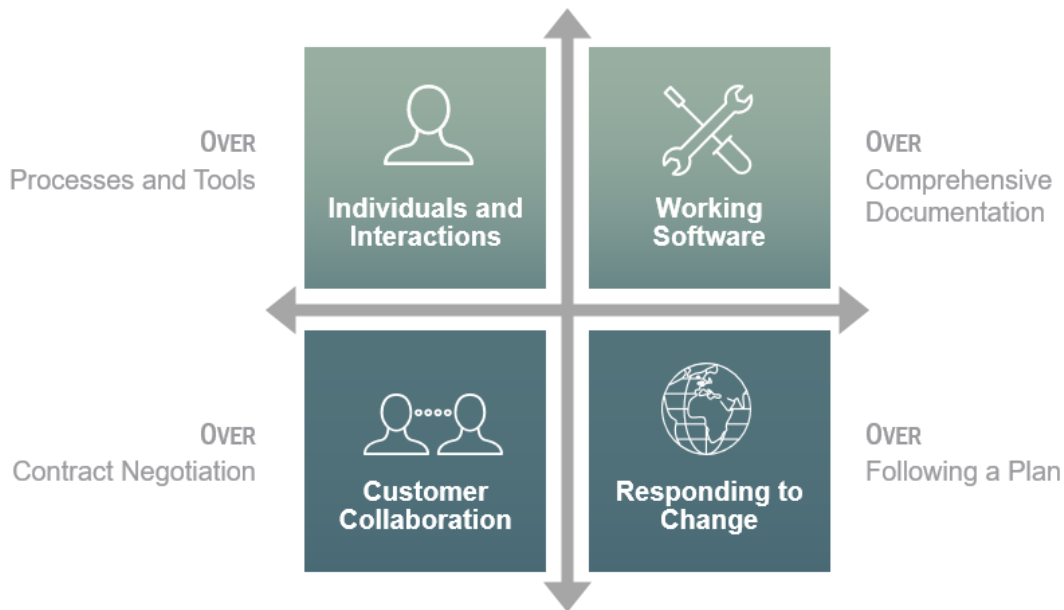 OVER
Processes and Tools
Individuals and
Interactions
Working
Software
OVER
Comprehensive
Documentation
OVER
Contract Negotiation
Customer
Collaboration
Responding to
Change
OVER
Following a Plan